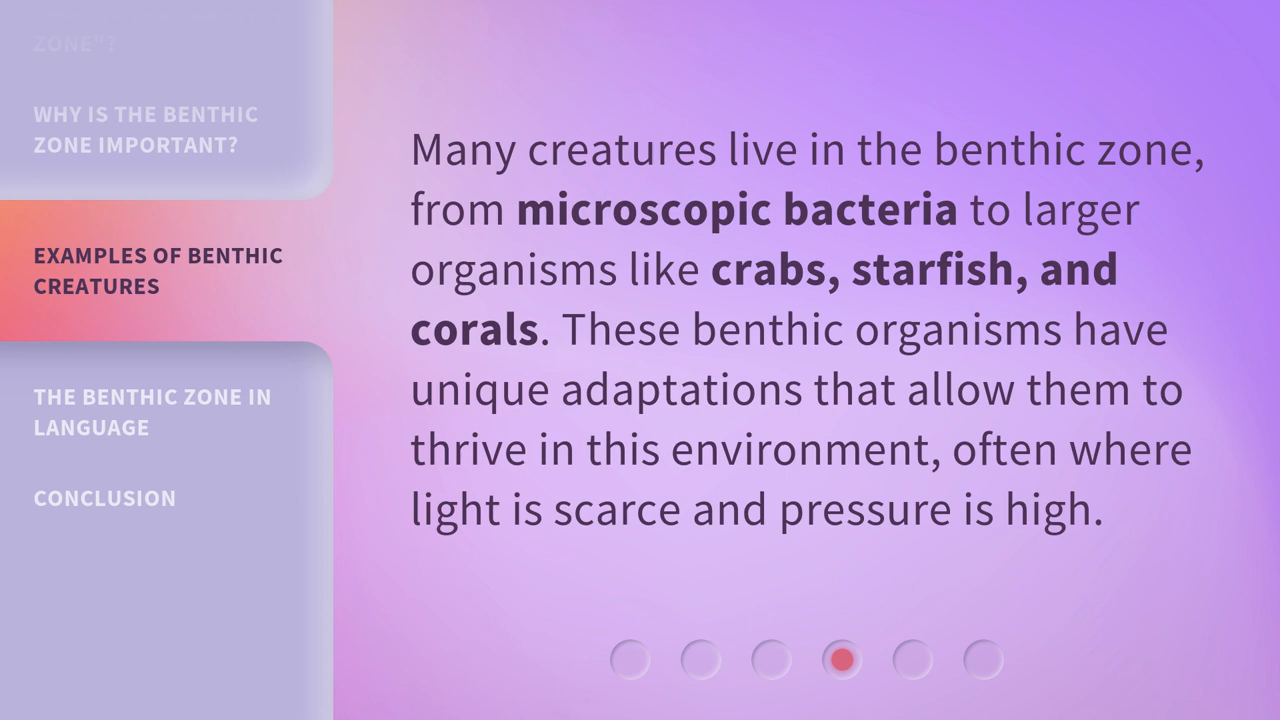 ZONE"?
WHY IS THE BENTHIC
ZONE IMPORTANT?
EXAMPLES OF BENTHIC
CREATURES
THE BENTHIC ZONE IN
LANGUAGE
CONCLUSION
Many creatures live in the benthic zone,
from microscopic bacteria to larger
organisms like crabs, starfish, and
corals. These benthic organisms have
unique adaptations that allow them to
thrive in this environment, often where
light is scarce and pressure is high.